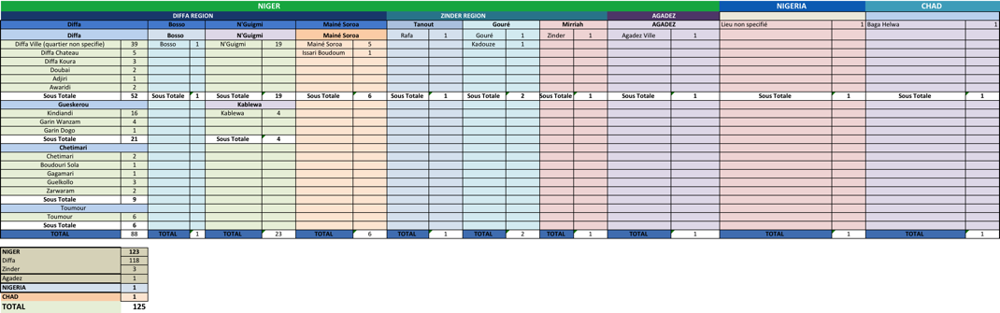 NIGER NIGERIA CHAD
DIFFA REGION ZINDER REGION AGADEZ
Diffa Bosso N'Guigmi Mainé Soroa Tanout Gouré Mirriah AGADEZ Lieu non spécifié 1 Baga Helwa 1
Diffa Bosso N'Guigmi Mainé Soroa Rafa 1 Gouré 1 Zinder 1 Agadez Ville 1
Diffa Ville (quartier non specifie) 39 Bosso 1 N'Guigmi 19 Mainé Soroa 5 Kadouze 1
Diffa Chateau 5 Issari Boudoum 1
Diffa Koura 3
Doubai 2
Adjiri 1
Awaridi 2
Sous Totale 52 Sous Totale 1 Sous Totale 19 Sous Totale 6 Sous Totale 1 Sous Totale 2 Sous Totale 1 Sous Totale 1 Sous Totale 1 Sous Totale 1
Gueskerou Kablewa
Kindiandi 16 Kablewa 4
Garin Wanzam 4
Garin Dogo 1
Sous Totale 21 Sous Totale 4
Chetimari
Chetimari 2
Boudouri Sola 1
Gagamari 1
Guelkollo 3
Zarwaram 2
Sous Totale 9
Toumour
Toumour 6
Sous Totale 6
TOTAL 88 TOTAL 1 TOTAL 23 TOTAL 6 TOTAL 1 TOTAL 2 TOTAL 1 TOTAL 1 TOTAL 1 TOTAL 1
NIGER 123
Diffa 118
Zinder 3
Agadez 1
NIGERIA 1
CHAD 1
TOTAL 125